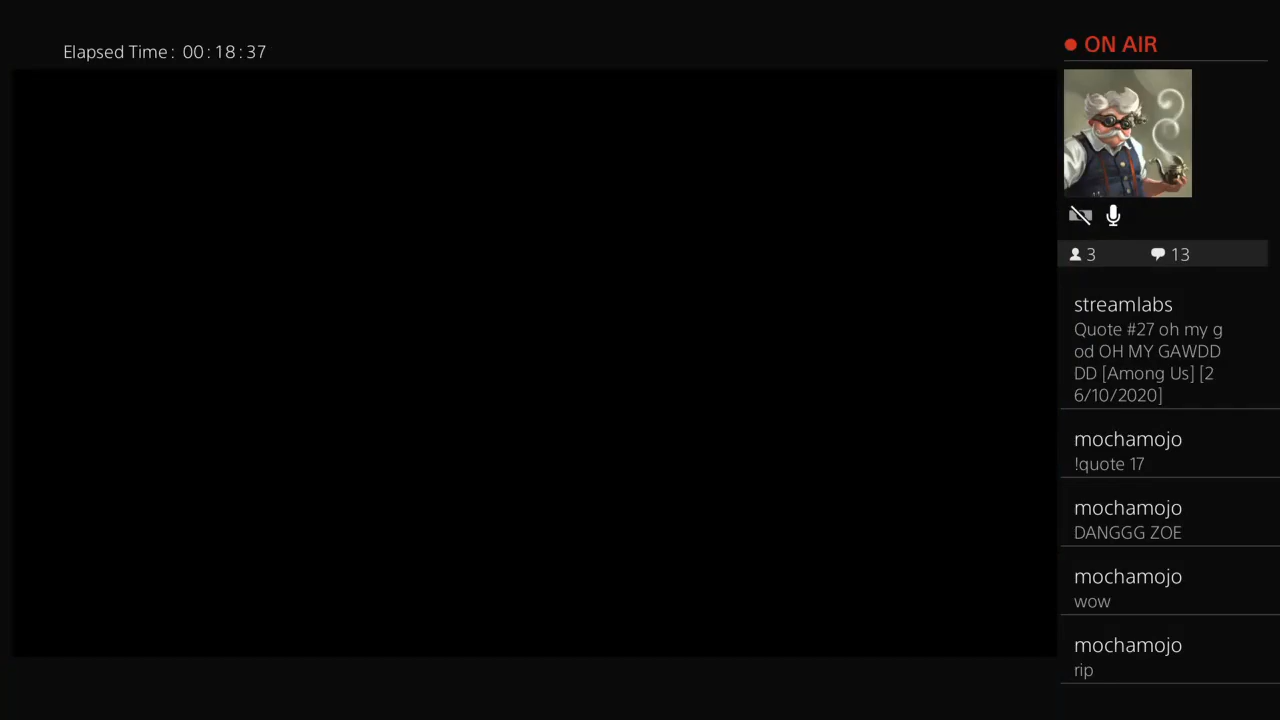 Elapsed Time: 00:18:37
ON AIR
3 13
streamlabs
Quote #27 oh my g
od OH MY GAWDD
DD [Among Us] [2
6/10/2020]
mochamojo
!quote 17
mochamojo
DANGGG ZOE
mochamojo
wow
mochamojo
rip